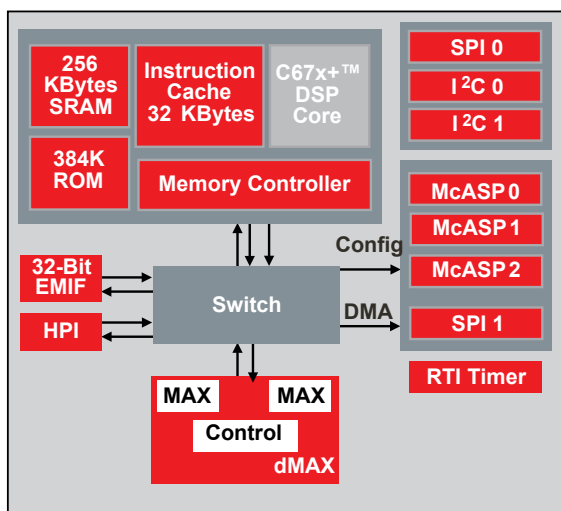 256
KBytes
SRAM
Instruction
Cache
32 KBytes
C67x+™
DSP
Core
384K
ROM
Memory Controller
SPI 0
I²C 0
I²C 1
McASP 0
McASP 1
McASP 2
SPI 1
RTI Timer
Config
DMA
32-Bit
EMIF
HPI
Switch
MAX
MAX
Control
dMAX